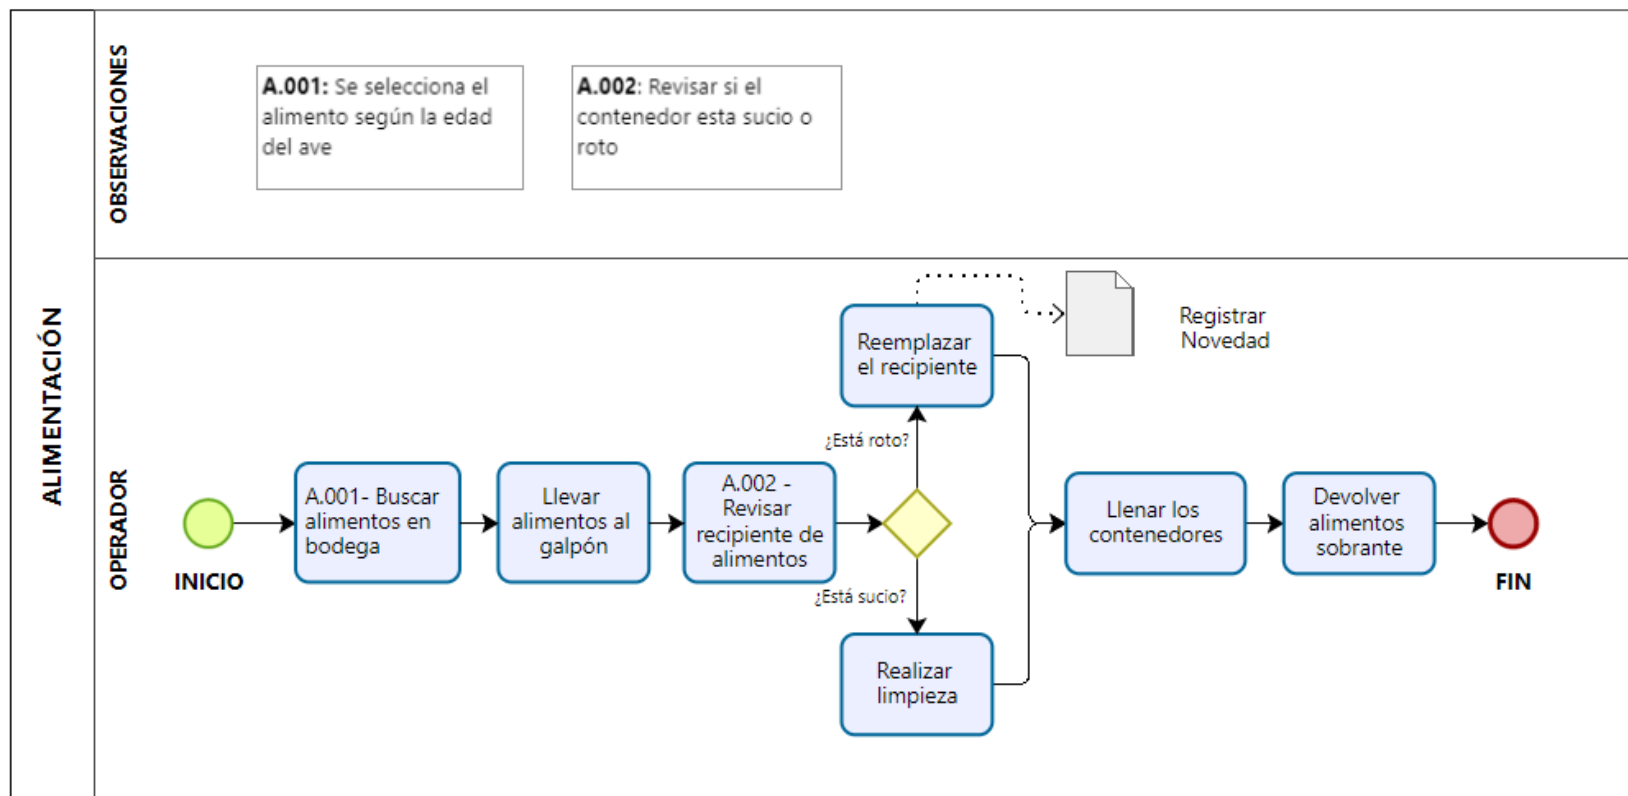 ALIMENTACIÓN
OBSERVACIONES
A.001: Se selecciona el
alimento según la edad
del ave
A.002: Revisar si el
contenedor esta sucio o
roto
OPERADOR
INICIO
A.001- Buscar
alimentos en
bodega
Llevar
alimentos al
galpón
A.002 -
Revisar
recipiente de
alimentos
¿Está roto?
Reemplazar
el recipiente
Registrar
Novedad
¿Está sucio?
Realizar
limpieza
Llenar los
contenedores
Devolver
alimentos
sobrante
FIN